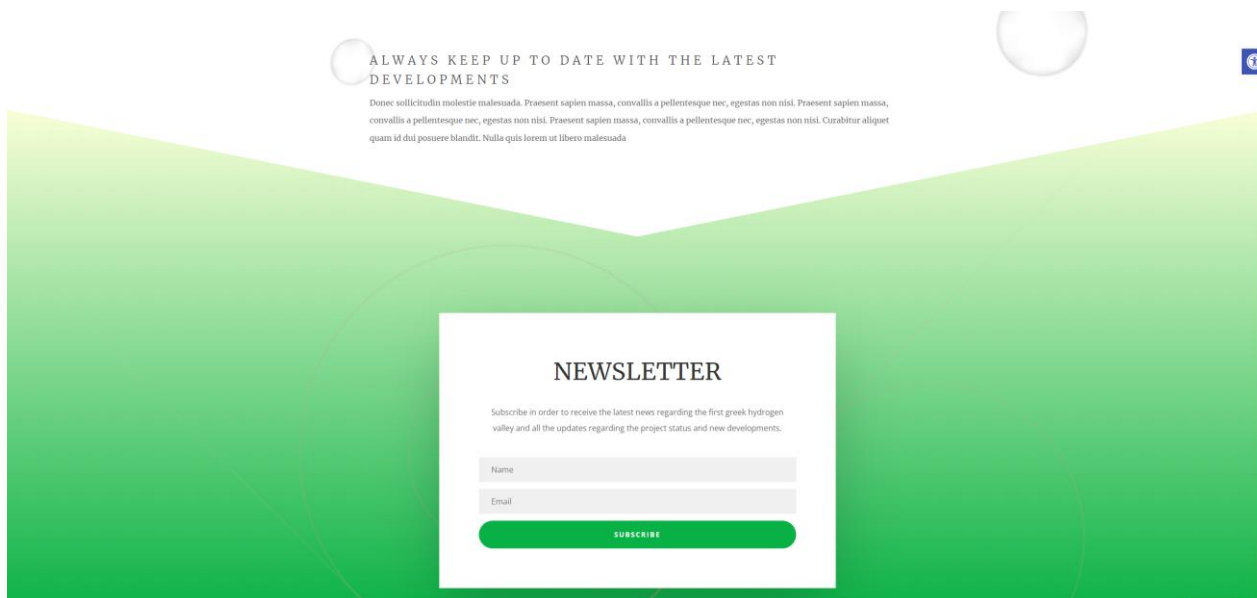 ALWAYS KEEP UP TO DATE WITH THE LATEST
DEVELOPMENTS
Donec sollicitudin molestie malesuada. Praesent sapien massa, convallis a pellentesque nec, egestas non nisi. Praesent sapien massa,
convallis a pellentesque nec, egestas non nisi. Praesent sapien massa, convallis a pellentesque nec, egestas non nisi. Curabitur aliquet
quam id dui posuere blandit. Nulla quis lorem ut libero malesuada
NEWSLETTER
Subscribe in order to receive the latest news regarding the first greek hydrogen
valley and all the updates regarding the project status and new developments.
Name
Email
SUBSCRIBE